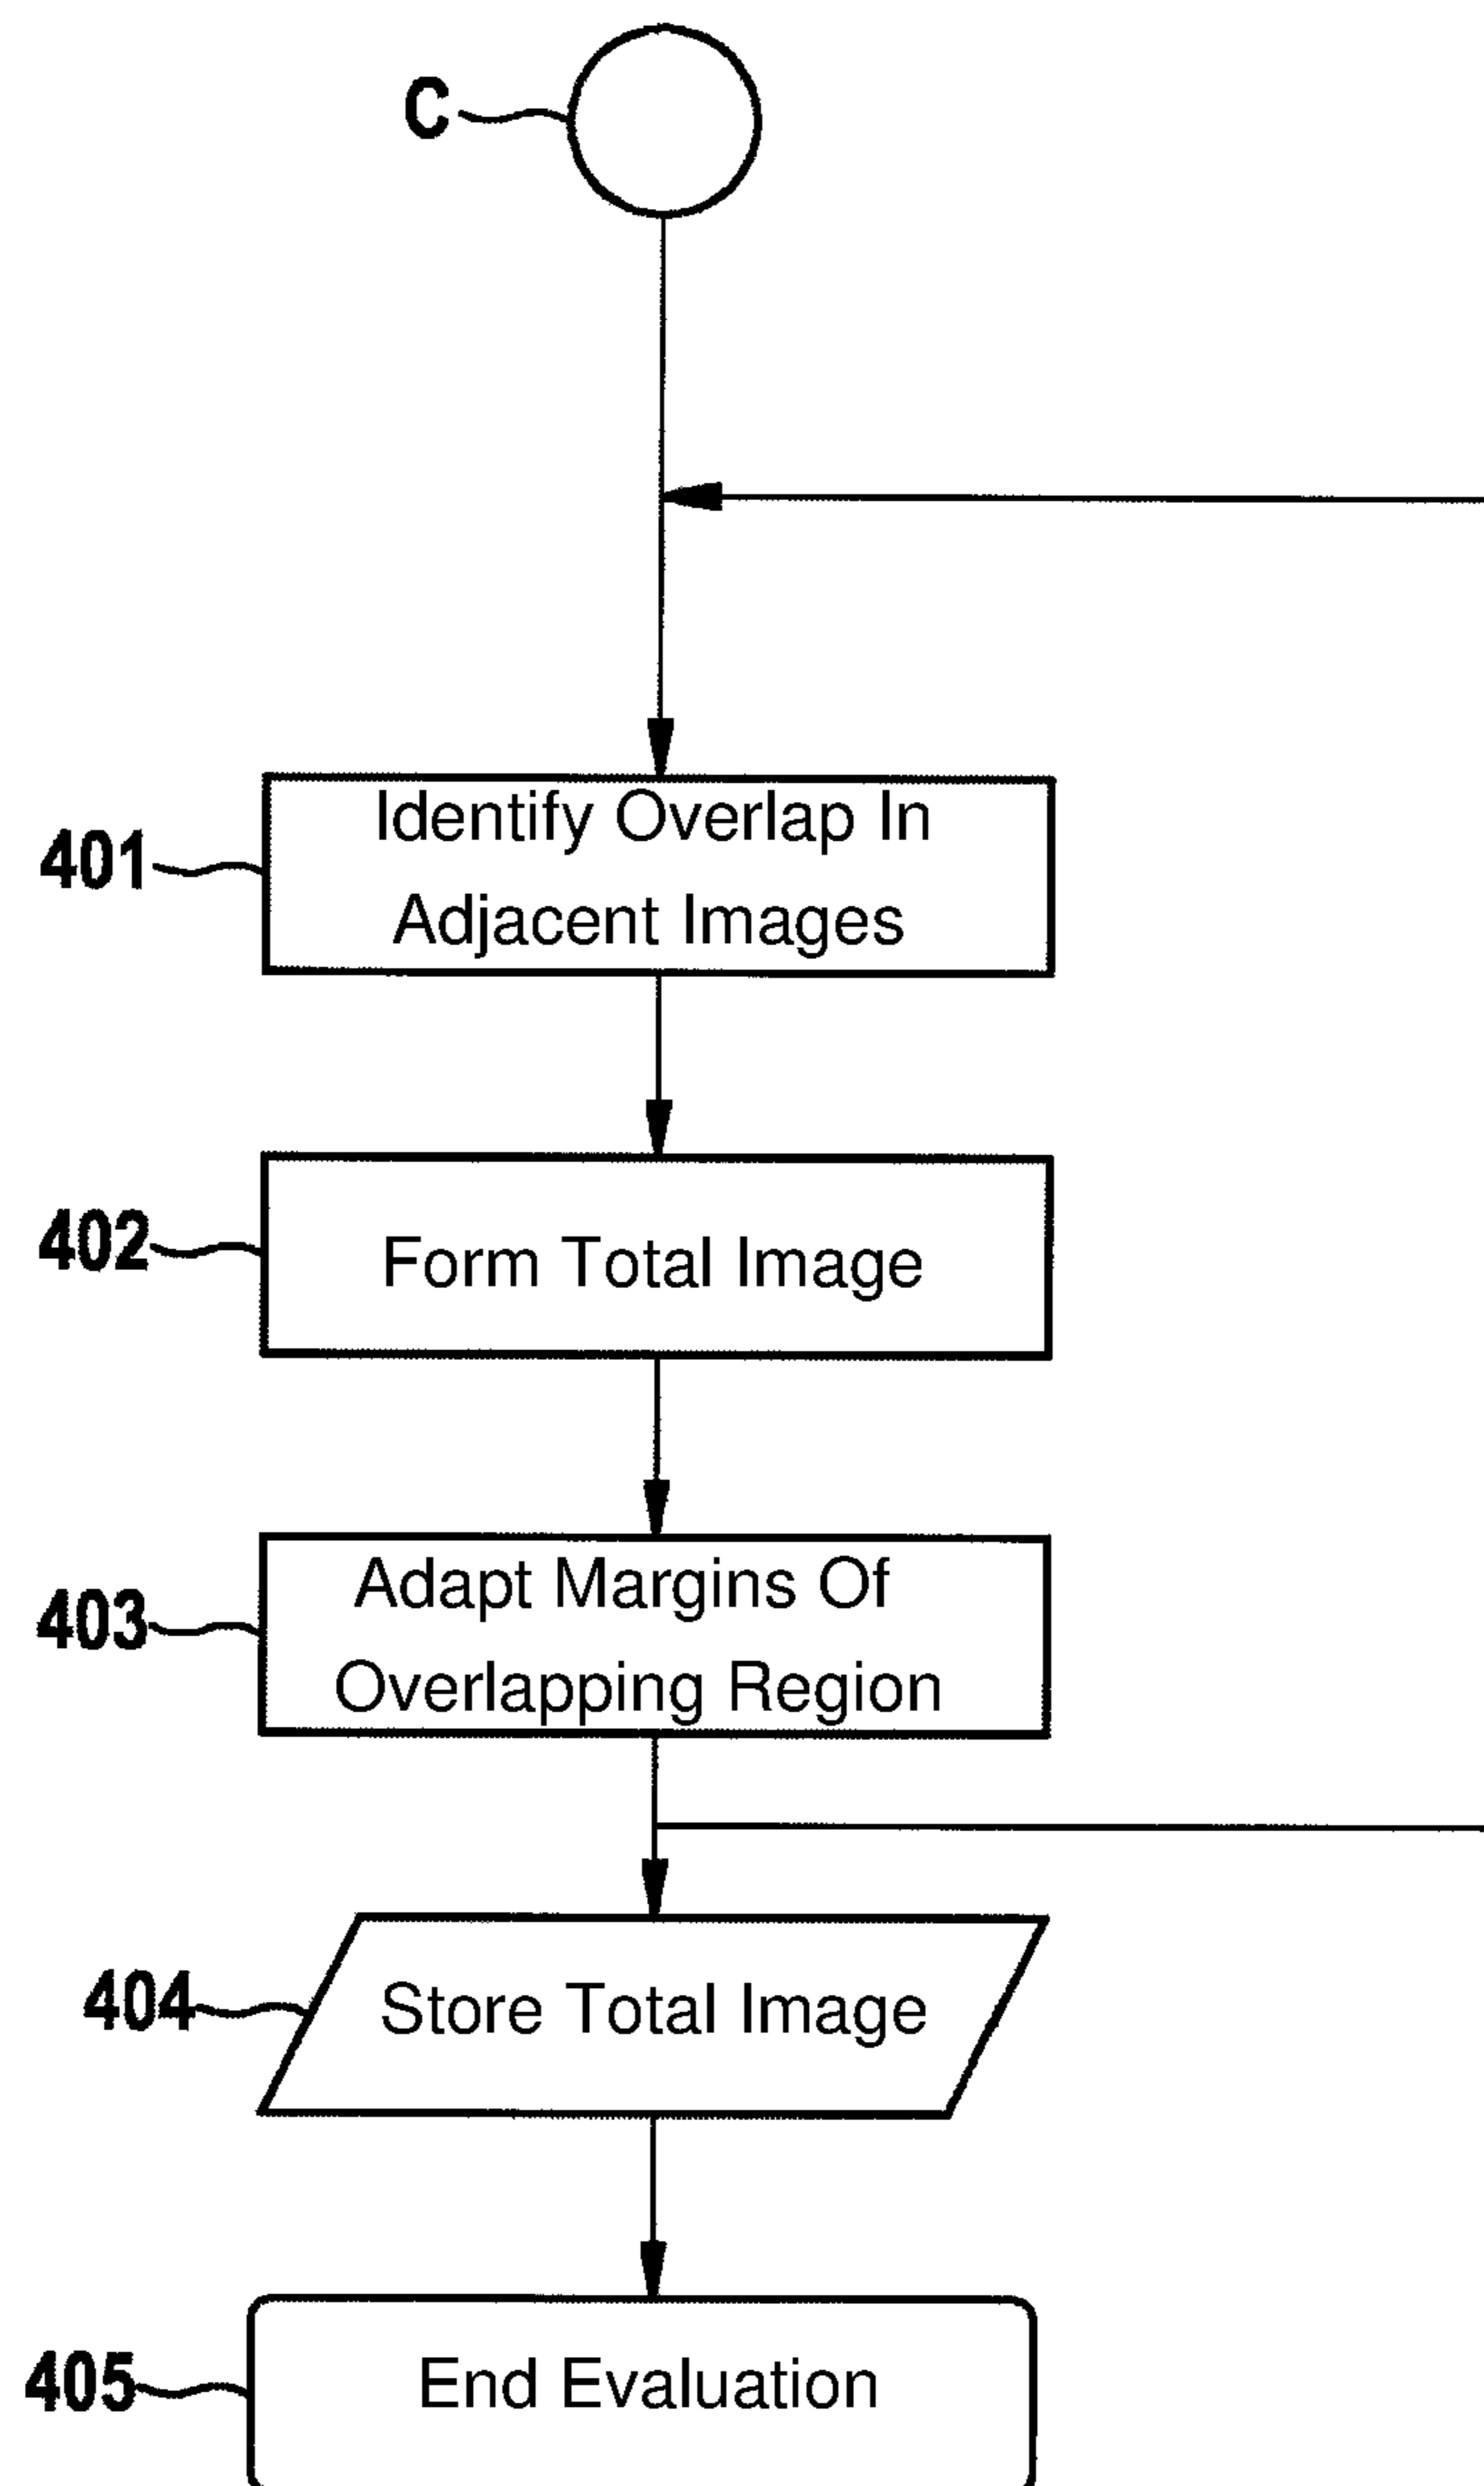 C
401
Identify Overlap In
Adjacent Images
402
Form Total Image
403
Adapt Margins Of
Overlapping Region
404
Store Total Image
405
End Evaluation